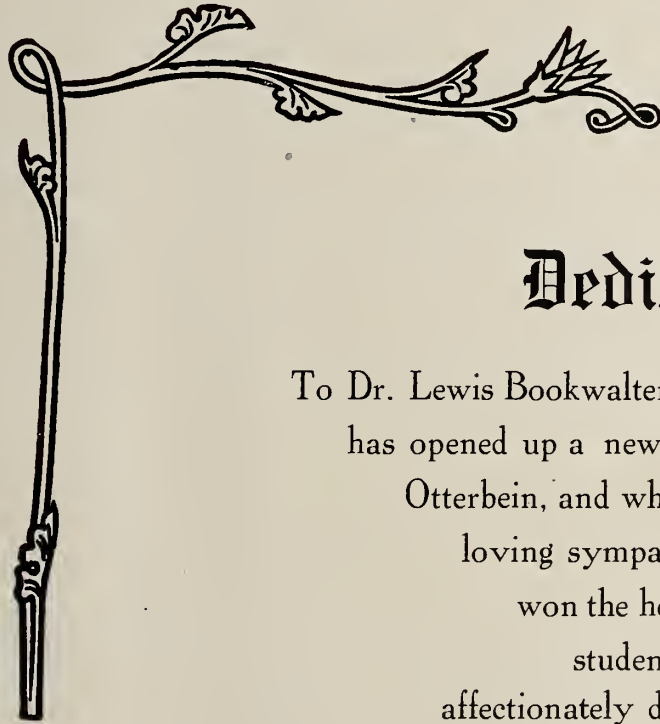 Dedi
To Dr. Lewis Bookwalter
has opened up a new
Otterbein, and wh
loving sympa
won the he
studen
affectionately d